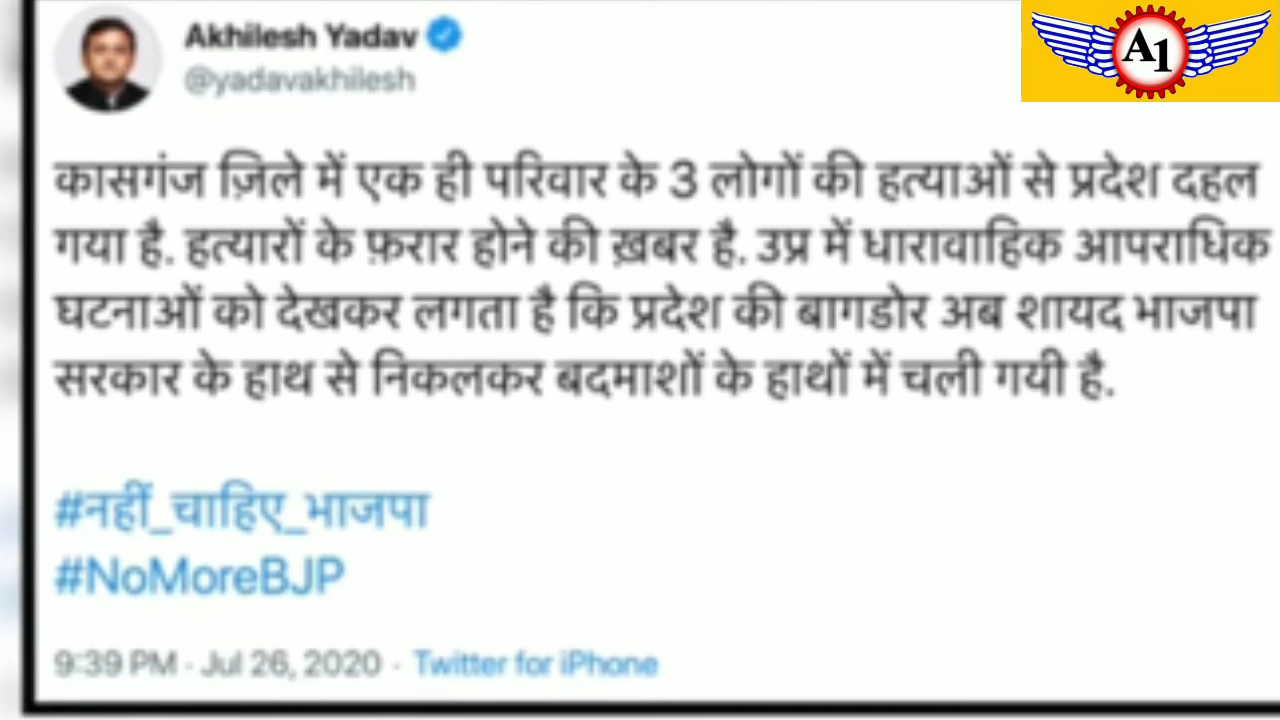 Akhilesh Yadav
@yadavakhilesh
A1
कासगंज ज़िले में एक ही परिवार के 3 लोगों की हत्याओं से प्रदेश दहल
गया है. हत्यारों के फ़रार होने की ख़बर है. उप्र में धारावाहिक आपराधिक
घटनाओं को देखकर लगता है कि प्रदेश की बागडोर अब शायद भाजपा
सरकार के हाथ से निकलकर बदमाशों के हाथों में चली गयी है.
#नहीं_चाहिए_भाजपा
#NoMoreBJP
9:39 PM · Jul 26, 2020 · Twitter for iPhone